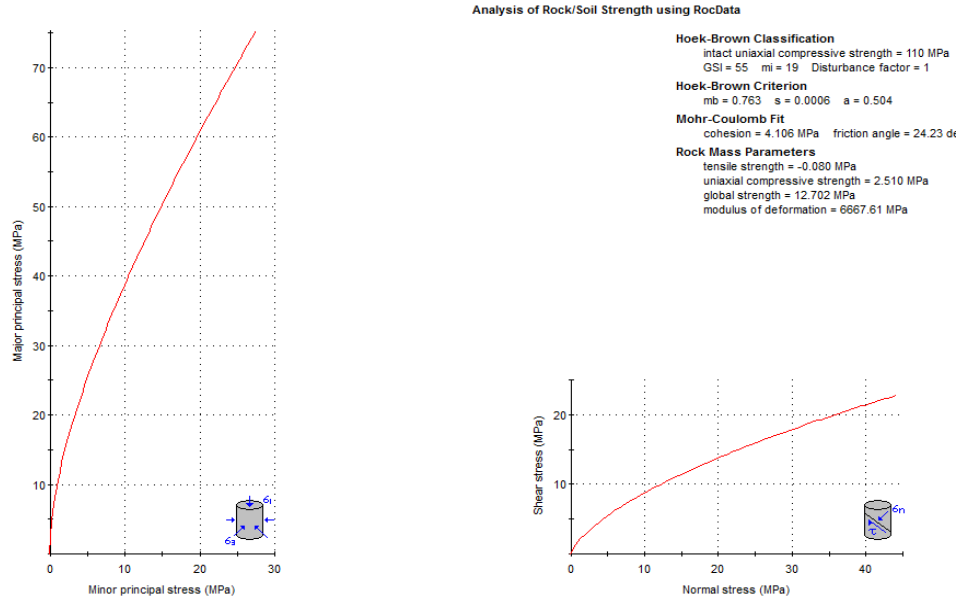 Analysis of Rock/Soil Strength using RocData
Hoek-Brown Classification
intact uniaxial compressive strength = 110 MPa
GSI = 55 mi = 19 Disturbance factor = 1
Hoek-Brown Criterion
mb = 0.763 s = 0.0006 a = 0.504
Mohr-Coulomb Fit
cohesion = 4.106 MPa friction angle = 24.23 de
Rock Mass Parameters
tensile strength = -0.080 MPa
uniaxial compressive strength = 2.510 MPa
global strength = 12.702 MPa
modulus of deformation = 6667.61 MPa
Major principal stress (MPa)
70
60
50
40
30
20
10
0 10 20 30
Minor principal stress (MPa)
σ1
σ3
Shear stress (MPa)
20
10
0 10 20 30 40
Normal stress (MPa)
σn
τ